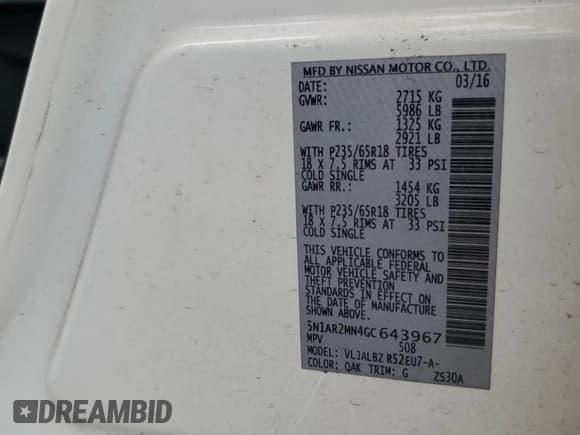 MFD BY NISSAN MOTOR CO., LTD.
DATE: 03/16
GVWR: 2715 KG
5986 LB
GAWR FR.: 1325 KG
2921 LB
WITH P235/65R18 TIRES
18 X 7.5 RIMS AT 33 PSI
COLD SINGLE
GAWR RR.: 1454 KG
3205 LB
WITH P235/65R18 TIRES
18 X 7.5 RIMS AT 33 PSI
COLD SINGLE
THIS VEHICLE CONFORMS TO
ALL APPLICABLE FEDERAL
MOTOR VEHICLE SAFETY AND
THEFT PREVENTION
STANDARDS IN EFFECT ON
THE DATE OF MANUFACTURE
SHOWN ABOVE.
5N1AR2MN4GC643967
MPV 508
MODEL: VLJALBZ R52EU7-A-
COLOR: QAK TRIM: G ZS30A
DREAMBID